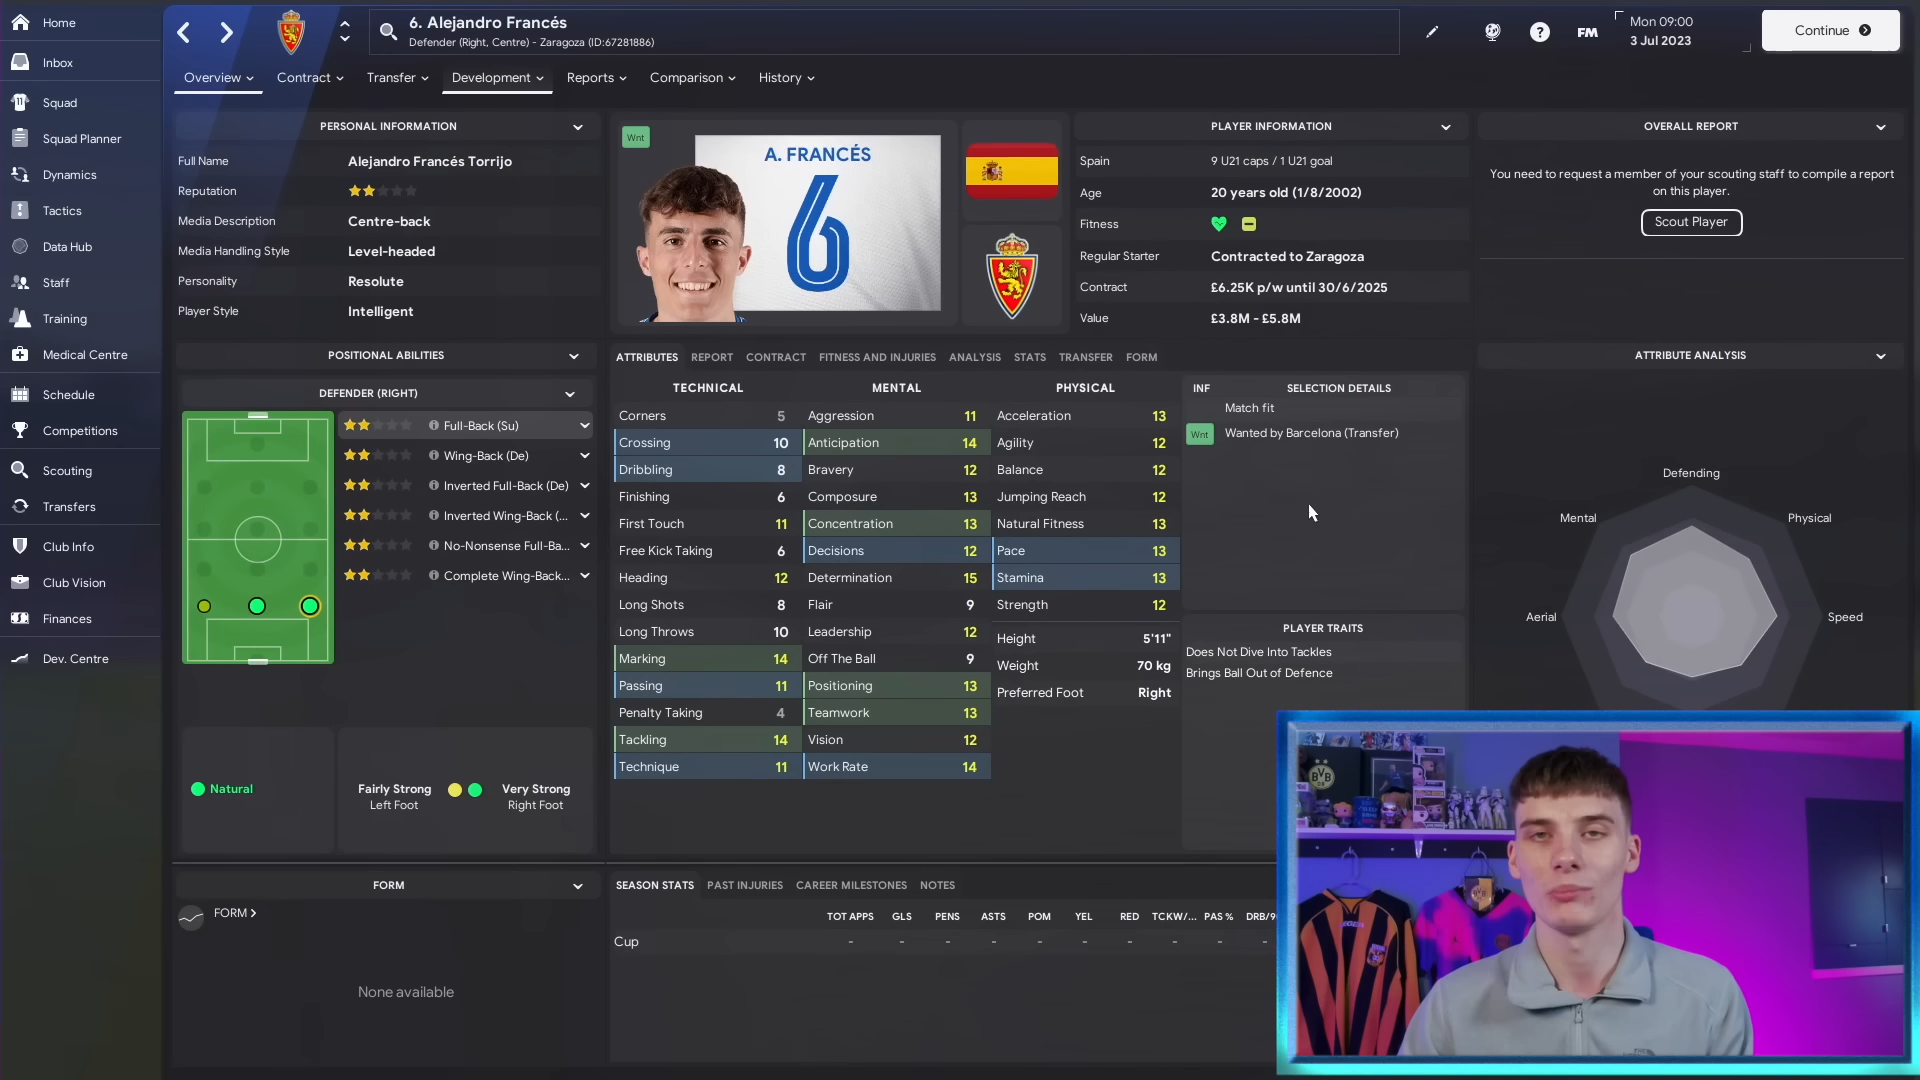 Home
Inbox
Squad
Squad Planner
Dynamics
Tactics
Data Hub
Staff
Training
Medical Centre
Schedule
Competitions
Scouting
Transfers
Club Info
Club Vision
Finances
Dev. Centre
6. Alejandro Francés
Defender (Right, Centre) - Zaragoza (ID:67281886)
FM
Mon 09:00
3 Jul 2023
Continue
Overview Contract Transfer Development Reports Comparison History
PERSONAL INFORMATION
Full Name Alejandro Francés Torrijo
Reputation
Media Description Centre-back
Media Handling Style Level-headed
Personality Resolute
Player Style Intelligent
Wnt
A. FRANCÉS
6
PLAYER INFORMATION
Spain 9 U21 caps / 1 U21 goal
Age 20 years old (1/8/2002)
Fitness
Regular Starter Contracted to Zaragoza
Contract £6.25K p/w until 30/6/2025
Value £3.8M - £5.8M
OVERALL REPORT
You need to request a member of your scouting staff to compile a report
on this player.
Scout Player
POSITIONAL ABILITIES
DEFENDER (RIGHT)
Full-Back (Su)
Wing-Back (De)
Inverted Full-Back (De)
Inverted Wing-Back (...
No-Nonsense Full-Ba...
Complete Wing-Back...
Natural
Fairly Strong
Left Foot
Very Strong
Right Foot
ATTRIBUTES REPORT CONTRACT FITNESS AND INJURIES ANALYSIS STATS TRANSFER FORM
TECHNICAL MENTAL PHYSICAL
Corners 5 Aggression 11 Acceleration 13
Crossing 10 Anticipation 14 Agility 12
Dribbling 8 Bravery 12 Balance 12
Finishing 6 Composure 13 Jumping Reach 12
First Touch 11 Concentration 13 Natural Fitness 13
Free Kick Taking 6 Decisions 12 Pace 13
Heading 12 Determination 15 Stamina 13
Long Shots 8 Flair 9 Strength 12
Long Throws 10 Leadership 12 Height 5'11"
Marking 14 Off The Ball 9 Weight 70 kg
Passing 11 Positioning 13 Preferred Foot Right
Penalty Taking 4 Teamwork 13
Tackling 14 Vision 12
Technique 11 Work Rate 14
INF SELECTION DETAILS
Match fit
Wnt Wanted by Barcelona (Transfer)
PLAYER TRAITS
Does Not Dive Into Tackles
Brings Ball Out of Defence
ATTRIBUTE ANALYSIS
Defending
Mental Physical
Aerial Speed
FORM
FORM
None available
SEASON STATS PAST INJURIES CAREER MILESTONES NOTES
TOT APPS GLS PENS ASTS POM YEL RED TCKW/... PAS % DRB/9
Cup - - - - - - - - - -
BVB